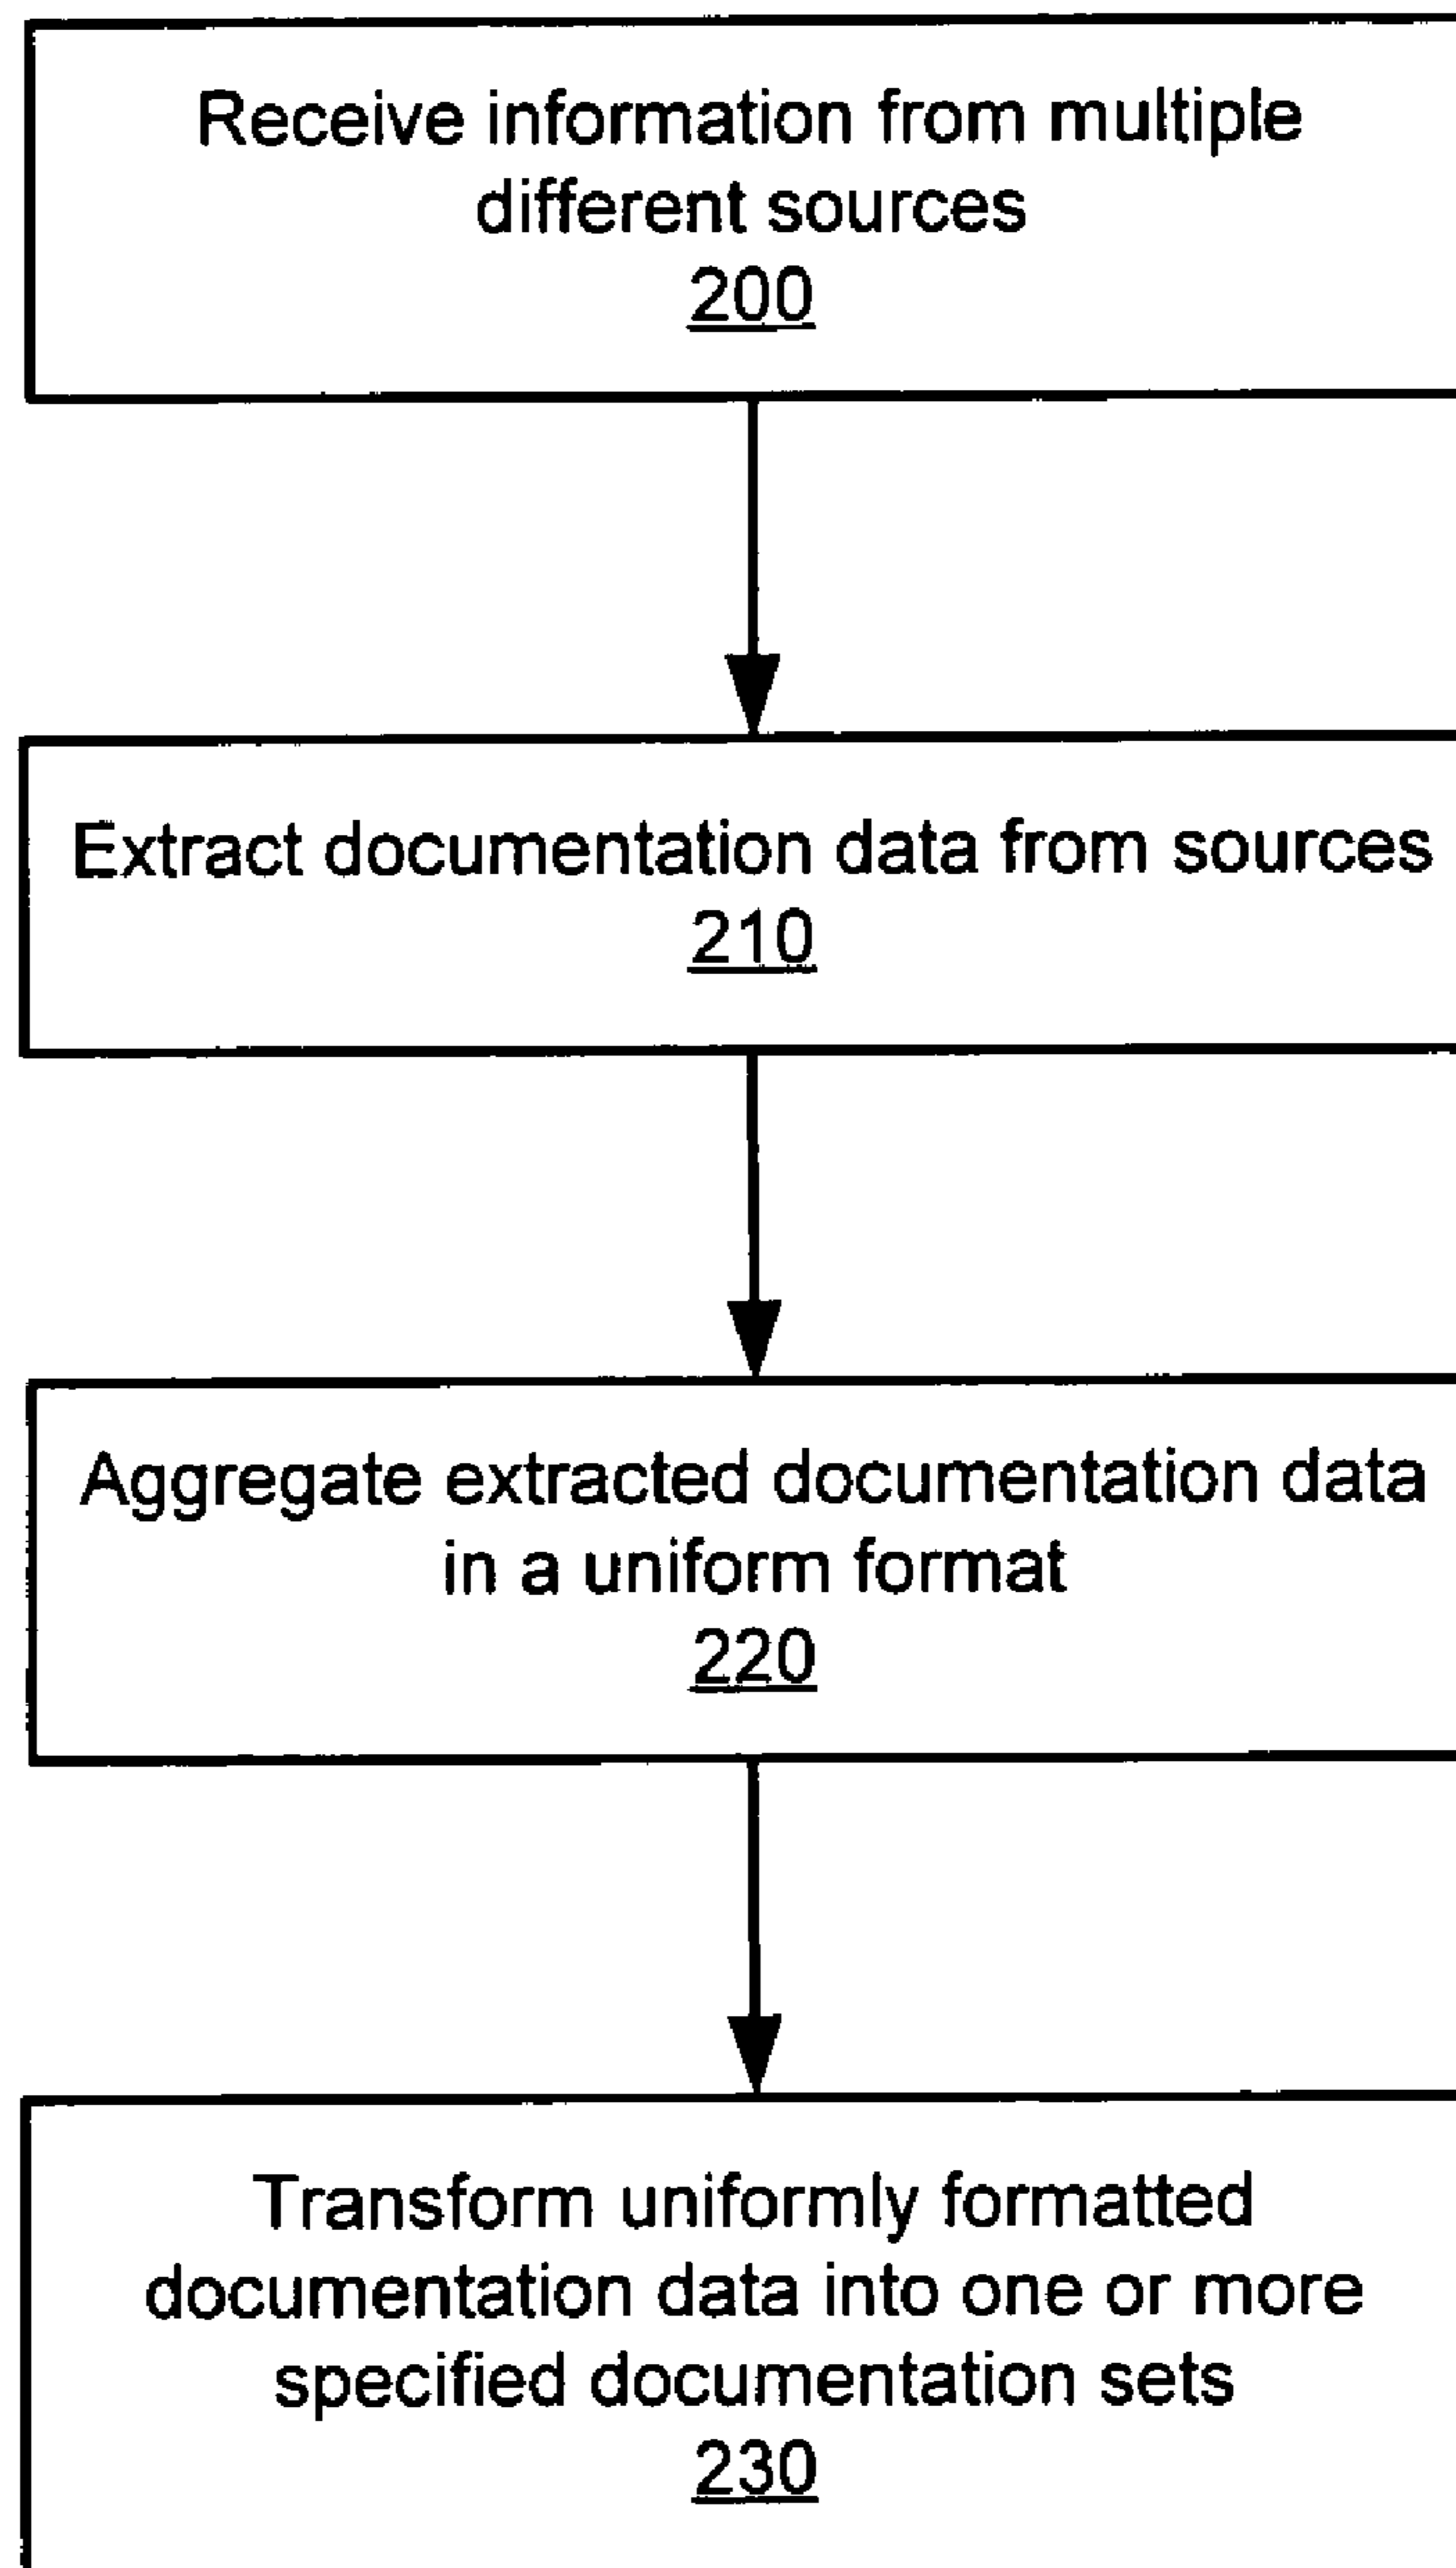 Receive information from multiple
different sources
200
Extract documentation data from sources
210
Aggregate extracted documentation data
in a uniform format
220
Transform uniformly formatted
documentation data into one or more
specified documentation sets
230